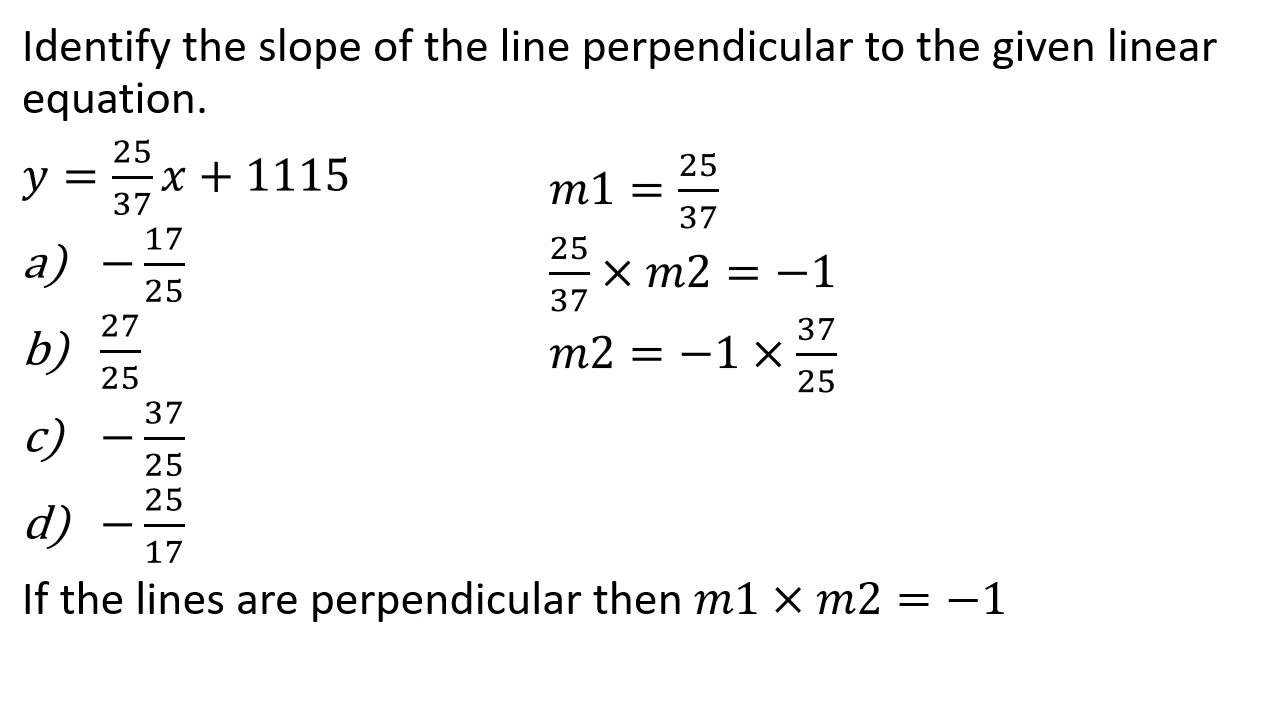 Identify the slope of the line perpendicular to the given linear
equation.
y = 25/37 x + 1115
a) −17/25
b) 27/25
c) −37/25
d) −25/17
m1 = 25/37
25/37 × m2 = −1
m2 = −1 × 37/25
If the lines are perpendicular then m1 × m2 = −1